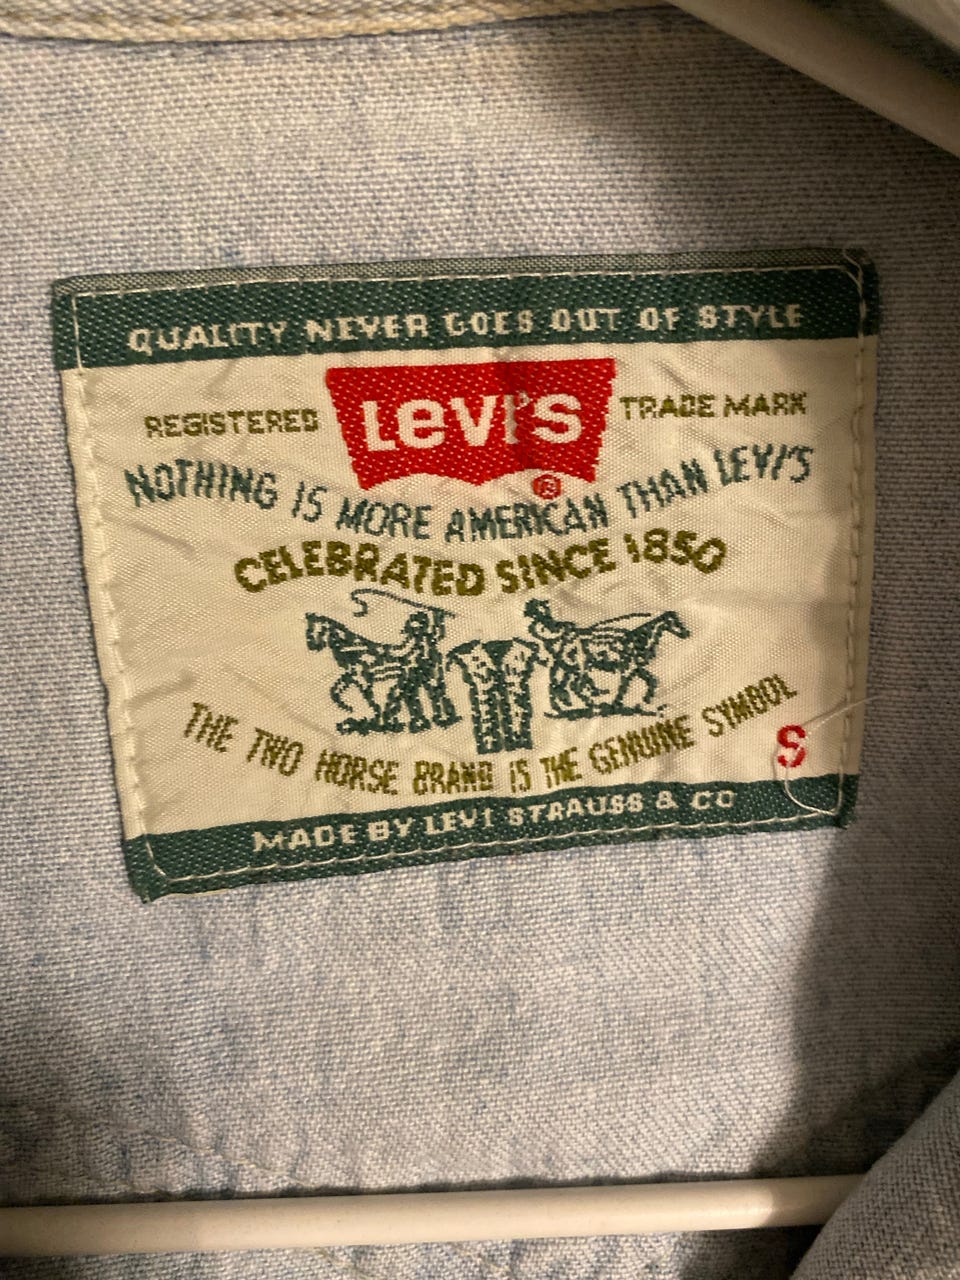 QUALITY NEVER GOES OUT OF STYLE
REGISTERED LEVI'S TRADE MARK
®
NOTHING IS MORE AMERICAN THAN LEVI'S
CELEBRATED SINCE 1850
THE TWO HORSE BRAND IS THE GENUINE SYMBOL
S
MADE BY LEVI STRAUSS & CO